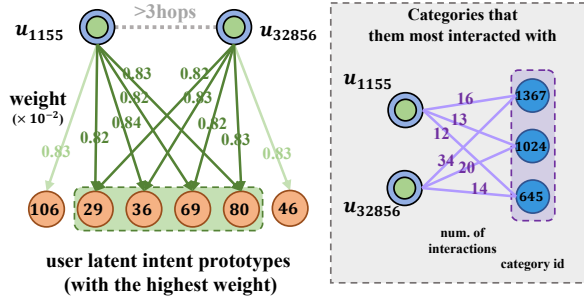 >3hops
u1155
u32856
weight
(× 10⁻²)
0.83
0.82
0.82
0.83
0.82
0.84
0.82
0.83
0.83
0.83
106
29
36
69
80
46
user latent intent prototypes
(with the highest weight)
Categories that
them most interacted with
u1155
u32856
16
13
12
34
20
14
1367
1024
645
num. of
interactions
category id